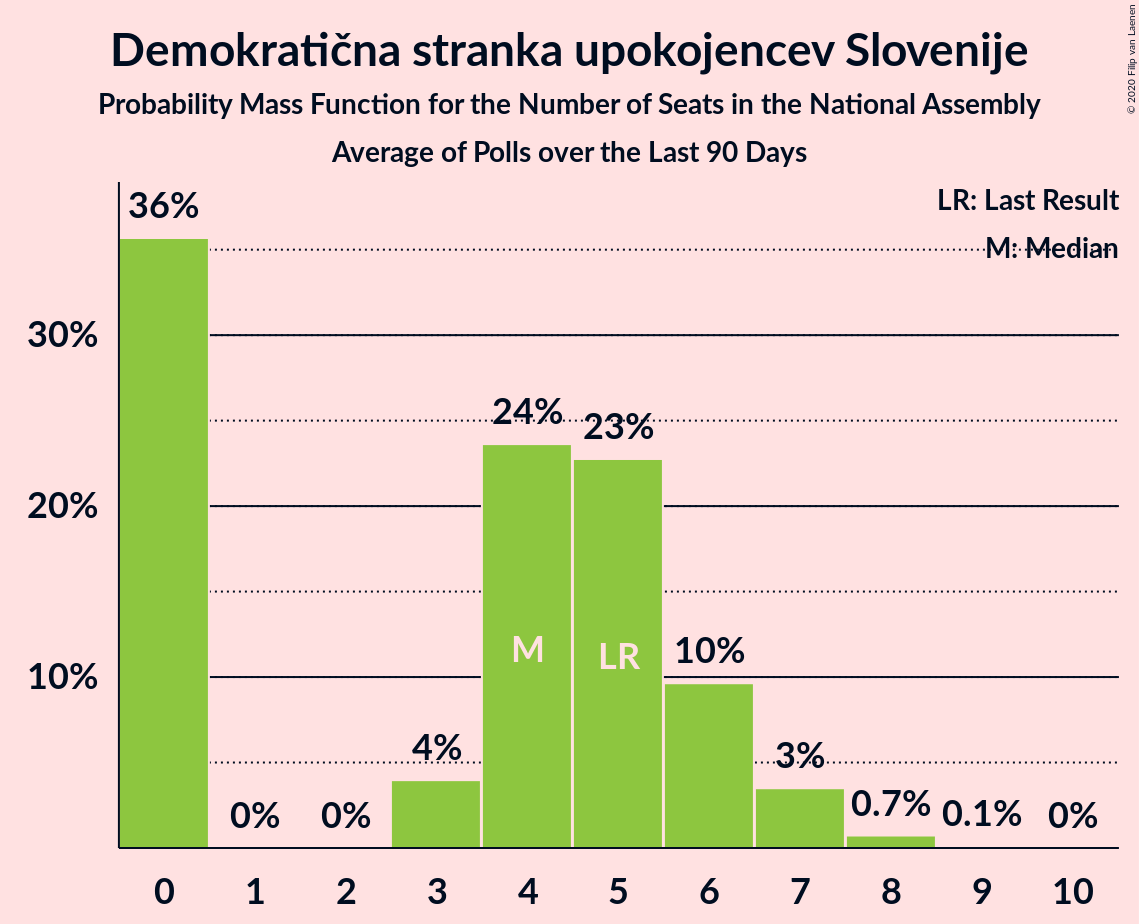 Demokratična stranka upokojencev Slovenije
Probability Mass Function for the Number of Seats in the National Assembly
Average of Polls over the Last 90 Days
© 2020 Filip van Laenen
LR: Last Result
M: Median
36%
30%
24%
23%
20%
M
LR
10%
10%
4%
3%
0%
0%
0.7%
0.1%
0%
0 1 2 3 4 5 6 7 8 9 10